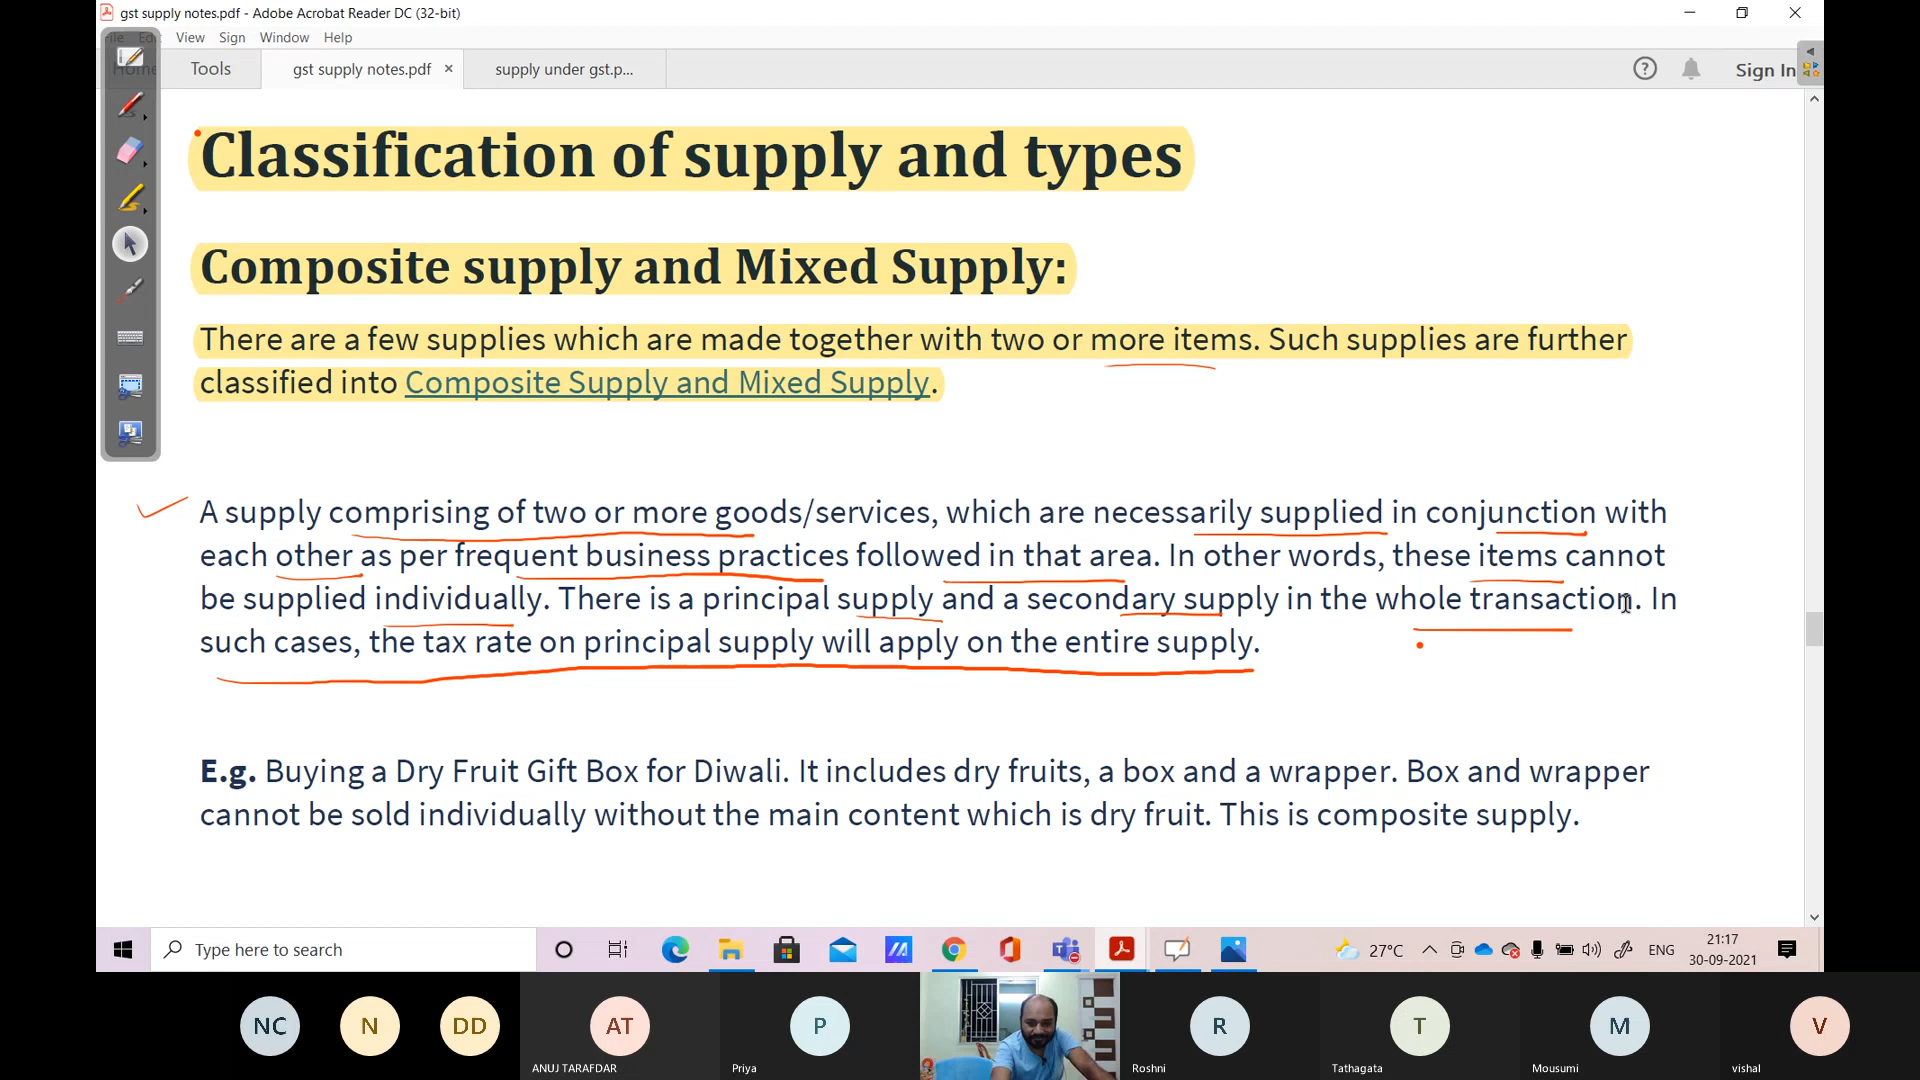 gst supply notes.pdf - Adobe Acrobat Reader DC (32-bit)
View Sign Window Help
Tools gst supply notes.pdf × supply under gst.p... Sign In
Classification of supply and types
Composite supply and Mixed Supply:
There are a few supplies which are made together with two or more items. Such supplies are further
classified into Composite Supply and Mixed Supply.
A supply comprising of two or more goods/services, which are necessarily supplied in conjunction with
each other as per frequent business practices followed in that area. In other words, these items cannot
be supplied individually. There is a principal supply and a secondary supply in the whole transaction. In
such cases, the tax rate on principal supply will apply on the entire supply.
E.g. Buying a Dry Fruit Gift Box for Diwali. It includes dry fruits, a box and a wrapper. Box and wrapper
cannot be sold individually without the main content which is dry fruit. This is composite supply.
Type here to search 27°C ENG 21:17
30-09-2021
NC N DD AT P R T M V
ANUJ TARAFDAR Priya Roshni Tathagata Mousumi vishal